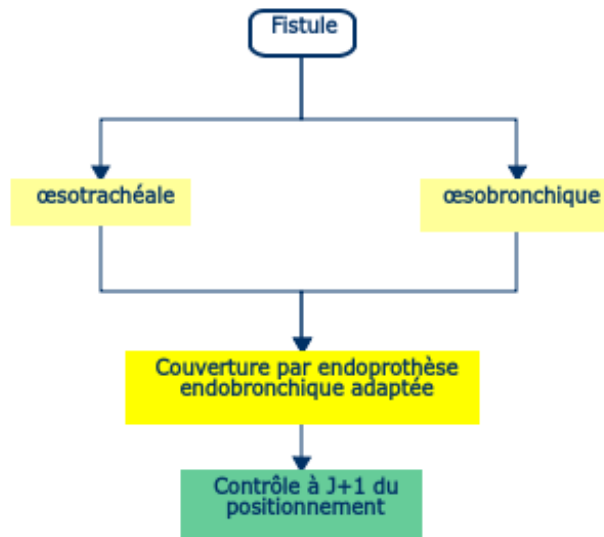 Fistule
œsotrachéale
œsobronchique
Couverture par endoprothèse
endobronchique adaptée
Contrôle à J+1 du
positionnement